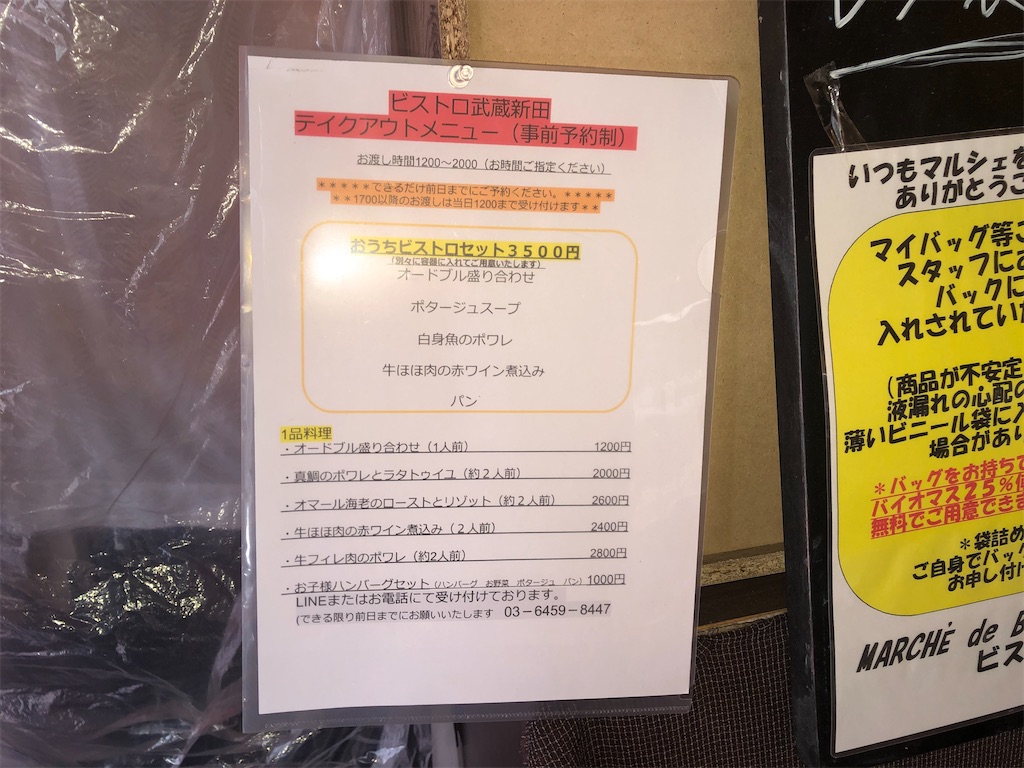 ビストロ武蔵新田
テイクアウトメニュー（事前予約制）
お渡し時間1200～2000（お時間ご指定ください）
＊＊＊＊＊できるだけ前日までにご予約ください。＊＊＊＊＊
＊＊1700以降のお渡しは当日1200まで受け付けます＊＊
おうちビストロセット３５００円
（別々に容器に入れてご用意いたします）
オードブル盛り合わせ
ポタージュスープ
白身魚のポワレ
牛ほほ肉の赤ワイン煮込み
パン
1品料理
・オードブル盛り合わせ（1人前） 1200円
・真鯛のポワレとラタトゥイユ（約２人前） 2000円
・オマール海老のローストとリゾット（約２人前） 2600円
・牛ほほ肉の赤ワイン煮込み（２人前） 2400円
・牛フィレ肉のポワレ（約2人前） 2800円
・お子様ハンバーグセット（ハンバーグ　お野菜　ポタージュ　パン）1000円
LINEまたはお電話にて受け付けております。
(できる限り前日までにお願いいたします　03－6459－8447
いつもマルシェを
ありがとうご
マイバッグ等ご
スタッフにご
バックに
入れされてい
（商品が不安定
液漏れの心配の
薄いビニール袋に入
場合があい
＊バッグをお持ちで
バイオマス25％
無料でご用意できま
＊袋詰め
ご自身でバッ
お申し付け
MARCHÉ de B
ビス